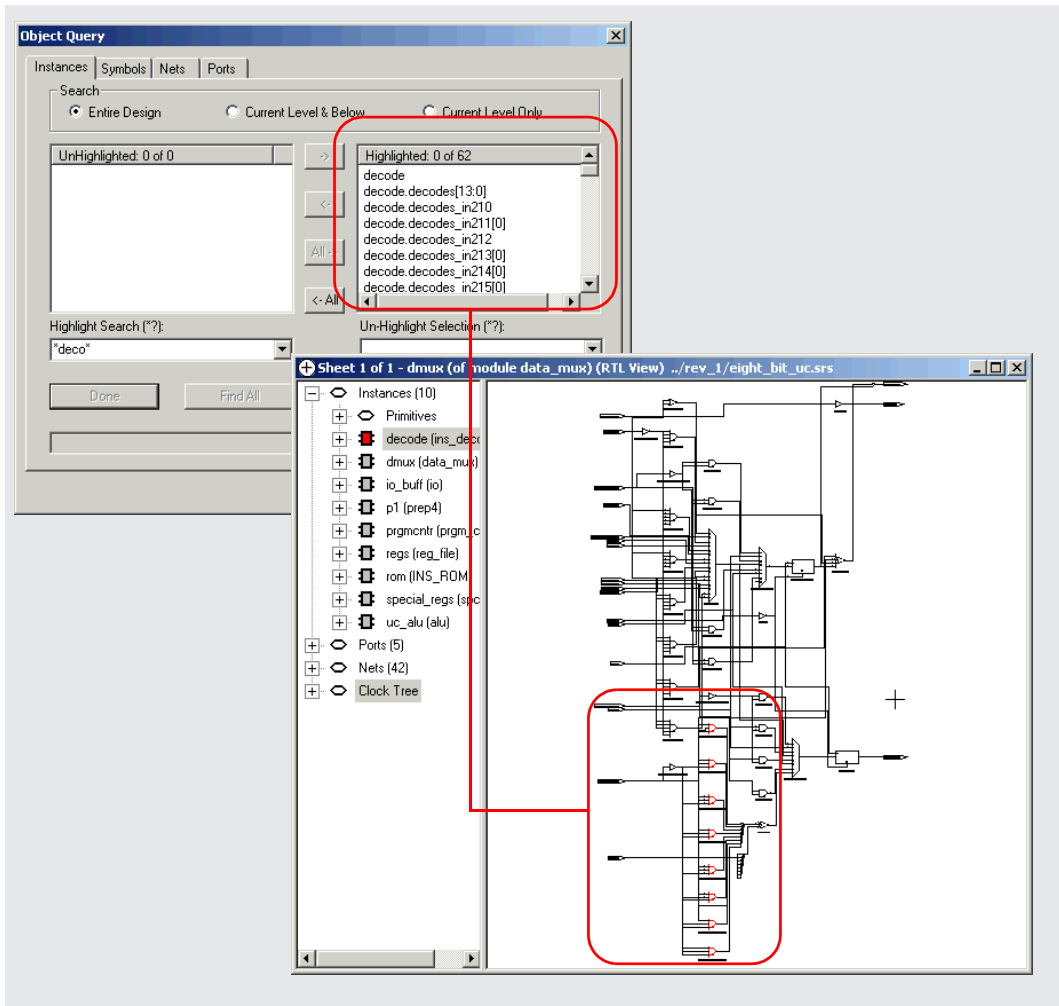 Object Query
Instances Symbols Nets Ports
Search
Entire Design Current Level & Below Current Level Only
UnHighlighted: 0 of 0
->
<-
All ->
<- All
Highlighted: 0 of 62
decode
decode.decodes[13:0]
decode.decodes_in210
decode.decodes_in211[0]
decode.decodes_in212
decode.decodes_in213[0]
decode.decodes_in214[0]
decode.decodes_in215[0]
Highlight Search (*?):
Un-Highlight Selection (*?):
*deco*
Done Find All
Sheet 1 of 1 - dmux (of module data_mux) (RTL View) ../rev_1/eight_bit_uc.srs
Instances (10)
Primitives
decode (ins_deco
dmux (data_mux)
io_buff (io)
p1 (prep4)
prgmcntr (prgm_c
regs (reg_file)
rom (INS_ROM)
special_regs (spc
uc_alu (alu)
Ports (5)
Nets (42)
Clock Tree